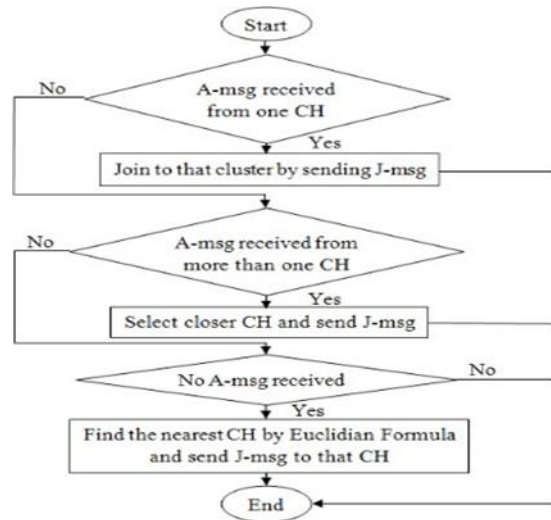 Start
No
A-msg received
from one CH
Yes
Join to that cluster by sending J-msg
No
A-msg received from
more than one CH
Yes
Select closer CH and send J-msg
No A-msg received
No
Yes
Find the nearest CH by Euclidian Formula
and send J-msg to that CH
End